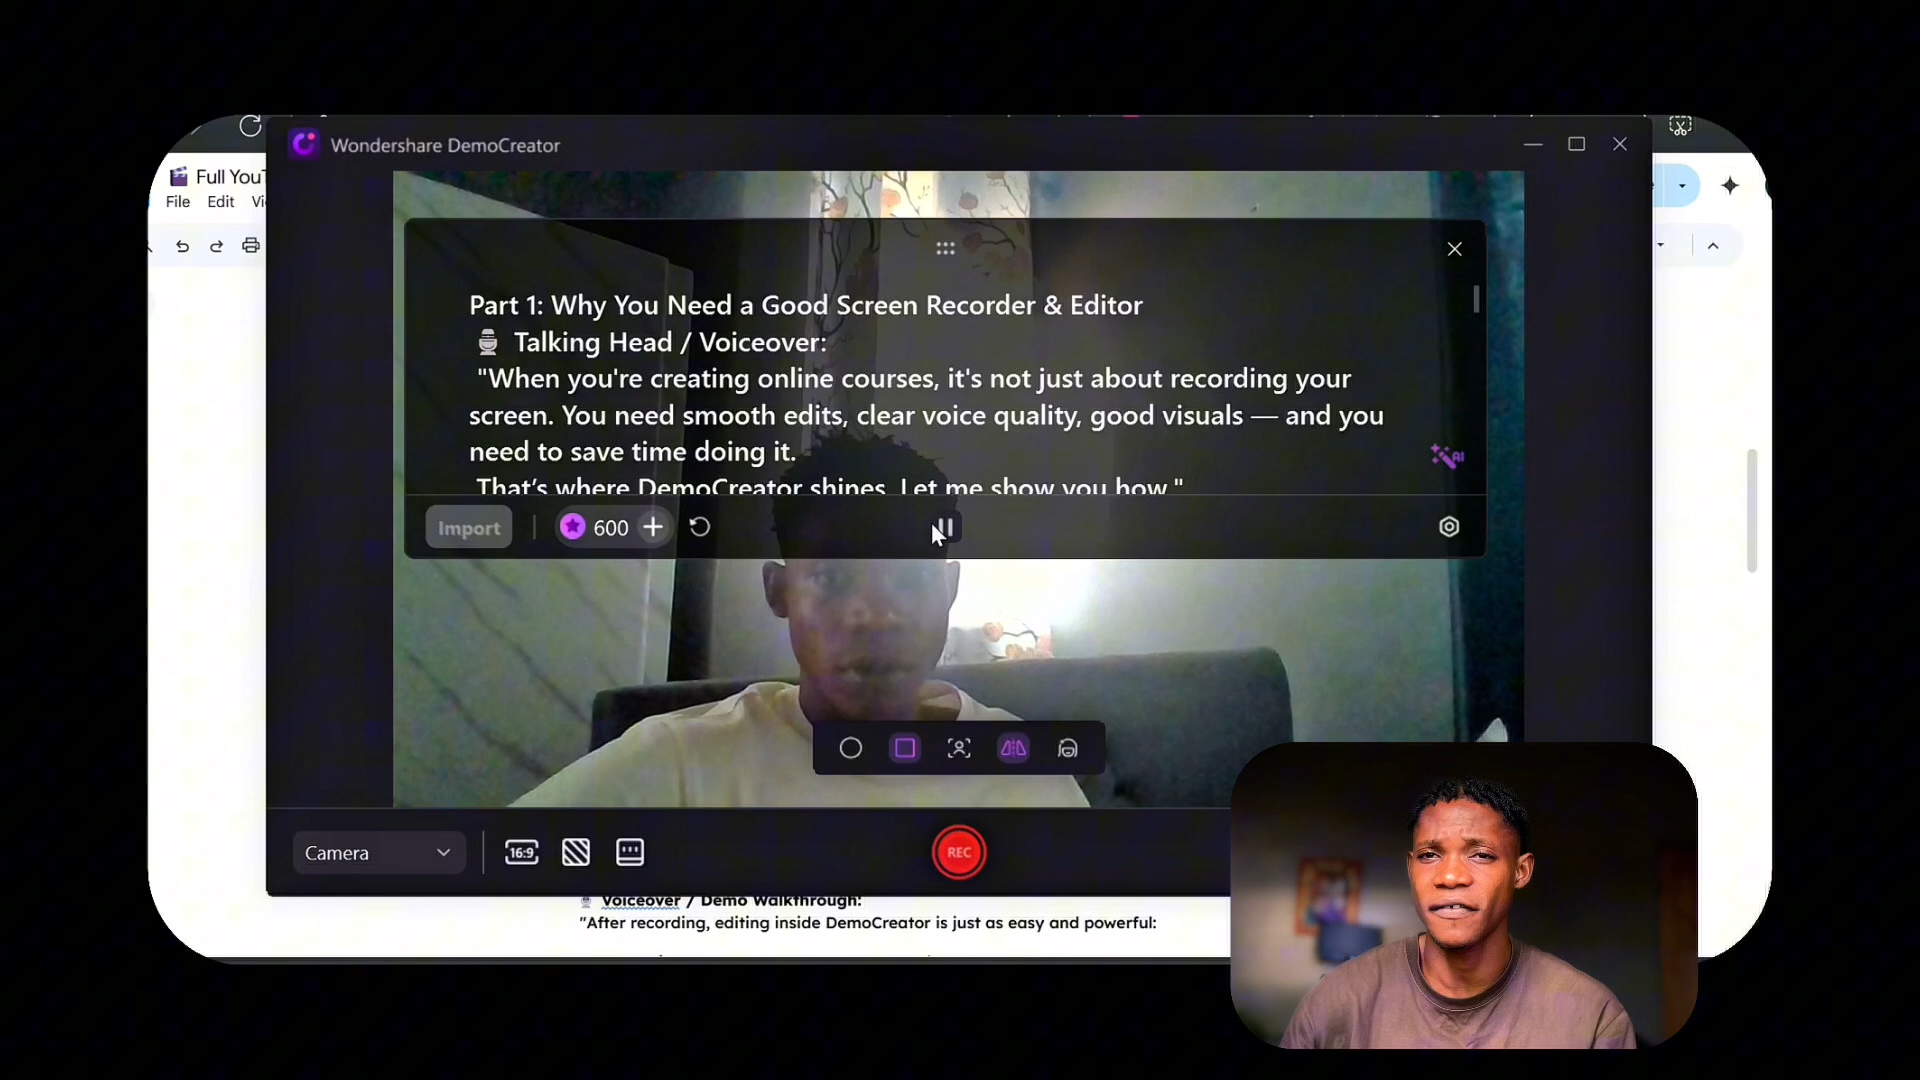 Wondershare DemoCreator
Full YouT
File Edit Vi
Part 1: Why You Need a Good Screen Recorder & Editor
Talking Head / Voiceover:
"When you're creating online courses, it's not just about recording your
screen. You need smooth edits, clear voice quality, good visuals — and you
need to save time doing it.
That's where DemoCreator shines. Let me show you how."
AI
Import 600
Camera 16:9 REC
Voiceover / Demo Walkthrough:
"After recording, editing inside DemoCreator is just as easy and powerful: